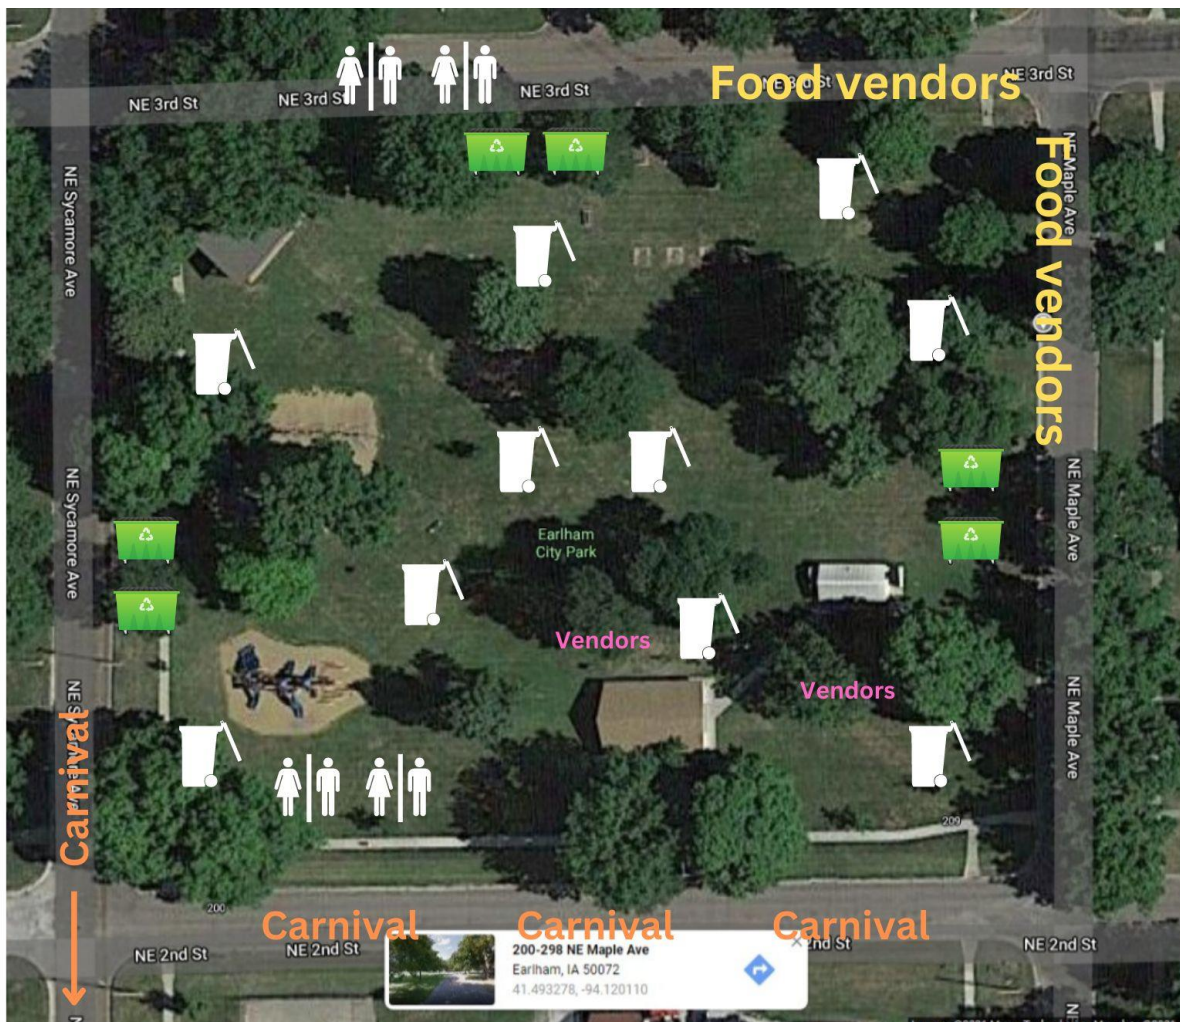 NE 3rd St
NE 3rd St
NE 3rd St
Food vendors
NE 3rd St
NE Sycamore Ave
NE Maple Ave
Food vendors
NE Sycamore Ave
NE Maple Ave
Earlham
City Park
Vendors
Vendors
NE Maple Ave
Carnival
209
200
Carnival
Carnival
Carnival
NE 2nd St
NE 2nd St
2nd St
NE 2nd St
200-298 NE Maple Ave
Earlham, IA 50072
41.493278, -94.120110